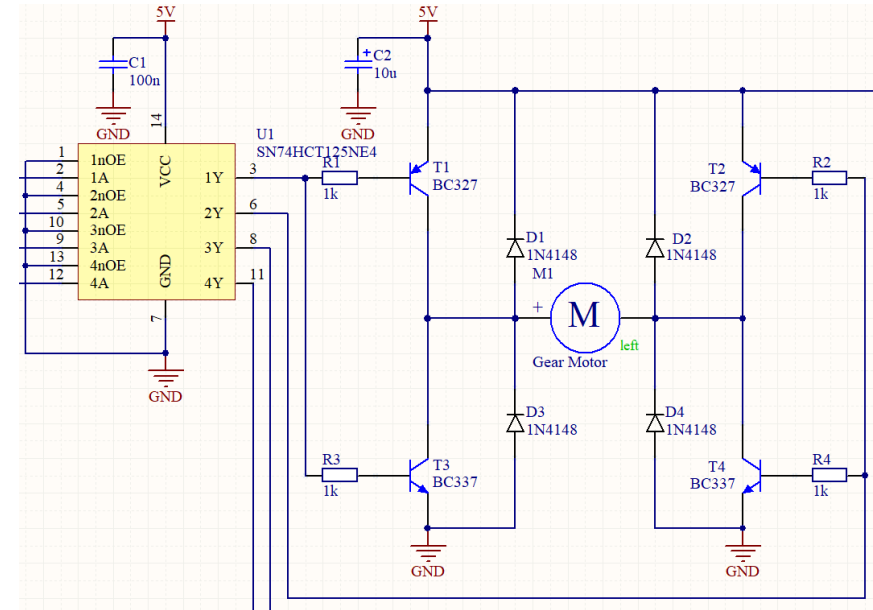 5V
5V
C1
100n
+
C2
10u
GND
GND
14
U1
SN74HCT125NE4
1
1nOE
2
1A
4
2nOE
5
2A
10
3nOE
9
3A
13
4nOE
12
4A
VCC
GND
1Y
3
2Y
6
3Y
8
4Y
11
7
GND
R1
1k
T1
BC327
T2
BC327
R2
1k
D1
1N4148
D2
1N4148
M1
+
M
left
Gear Motor
D3
1N4148
D4
1N4148
R3
1k
T3
BC337
T4
BC337
R4
1k
GND
GND